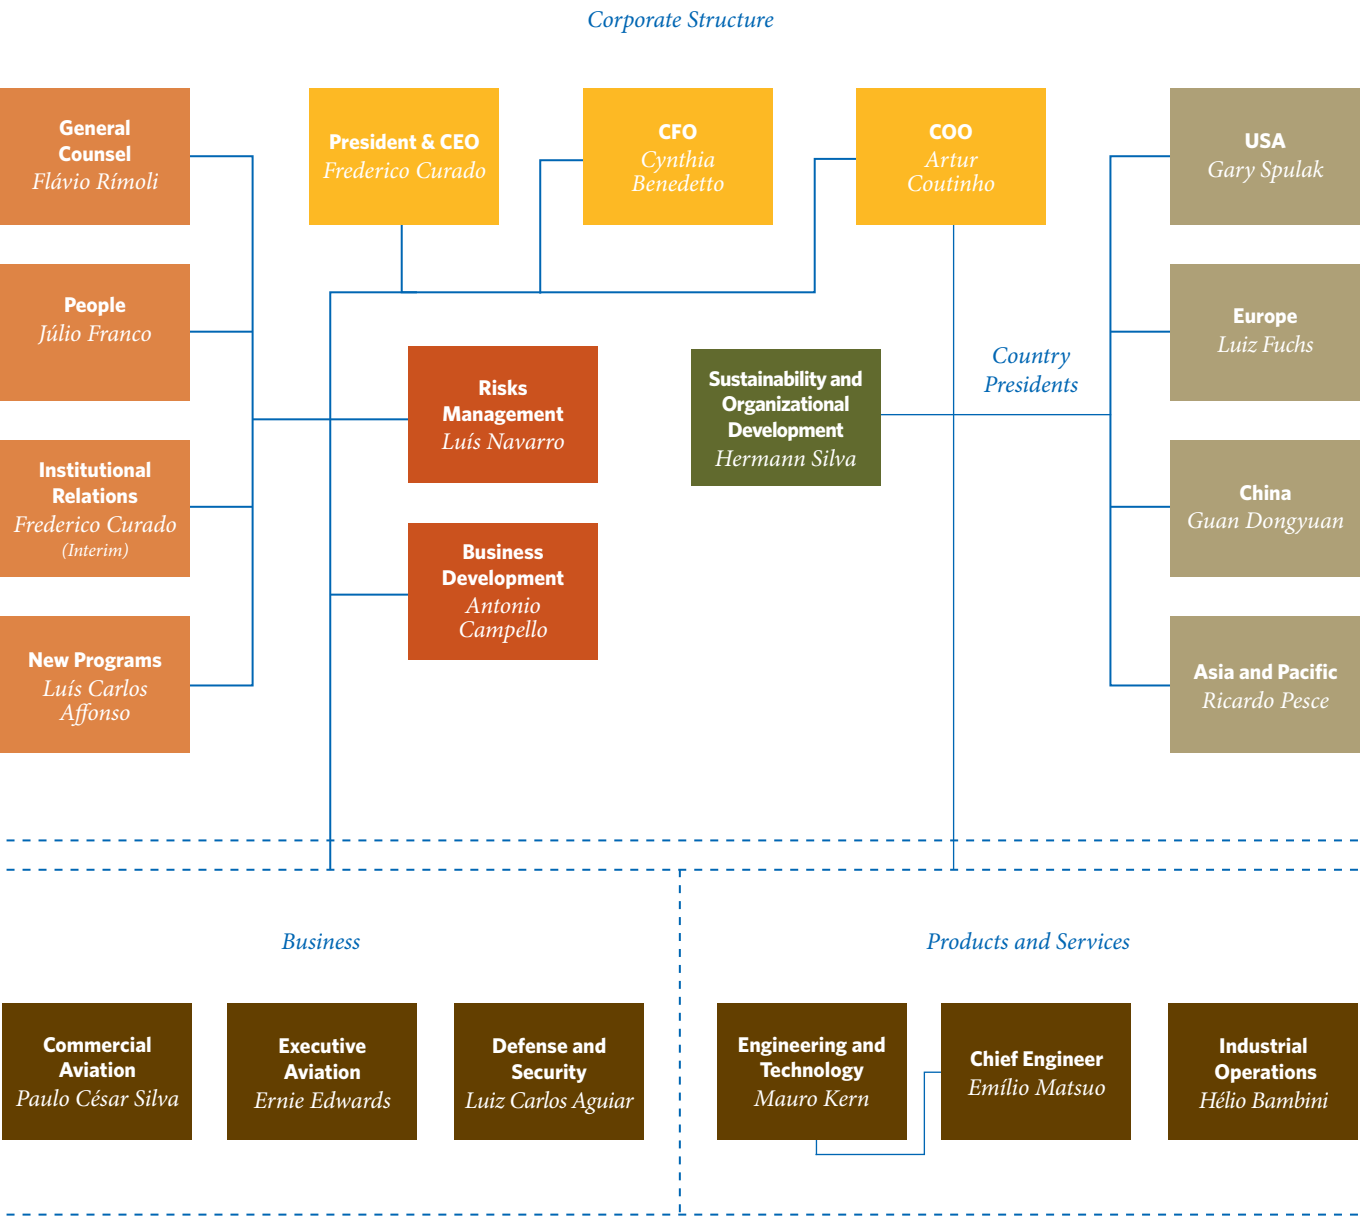 Corporate Structure
General
Counsel
Flávio Rímoli
President & CEO
Frederico Curado
CFO
Cynthia
Benedetto
COO
Artur
Coutinho
USA
Gary Spulak
People
Júlio Franco
Europe
Luiz Fuchs
Country
Presidents
Risks
Management
Luís Navarro
Sustainability and
Organizational
Development
Hermann Silva
Institutional
Relations
Frederico Curado
(Interim)
China
Guan Dongyuan
Business
Development
Antonio
Campello
New Programs
Luís Carlos
Affonso
Asia and Pacific
Ricardo Pesce
Business
Products and Services
Commercial
Aviation
Paulo César Silva
Executive
Aviation
Ernie Edwards
Defense and
Security
Luiz Carlos Aguiar
Engineering and
Technology
Mauro Kern
Chief Engineer
Emílio Matsuo
Industrial
Operations
Hélio Bambini